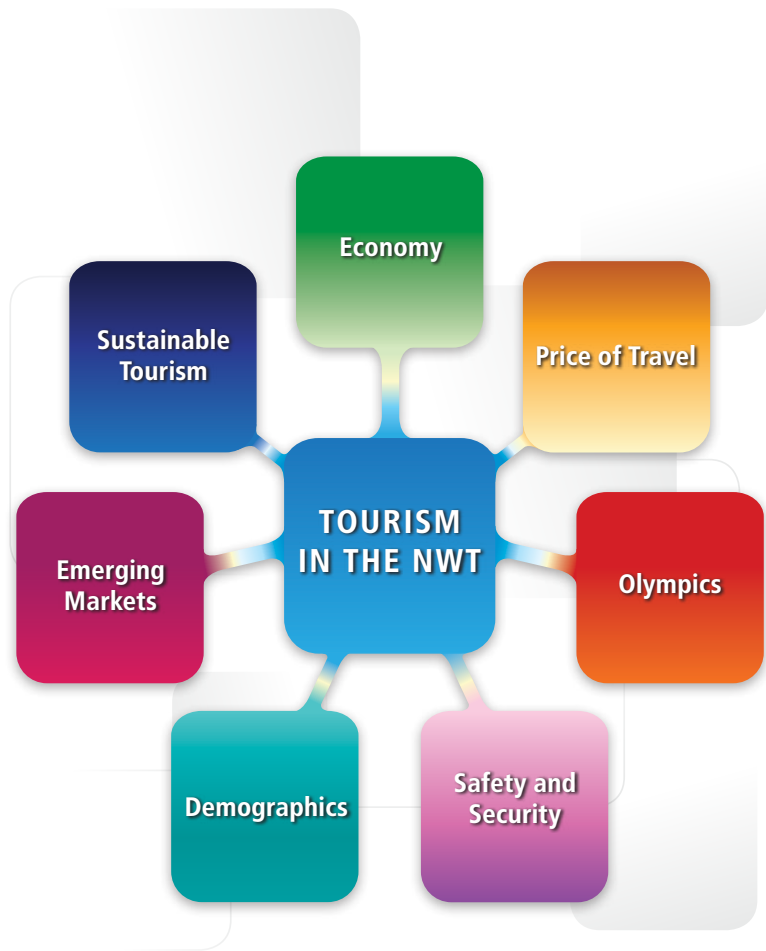 Economy
Sustainable
Tourism
Price of Travel
TOURISM
IN THE NWT
Emerging
Markets
Olympics
Demographics
Safety and
Security